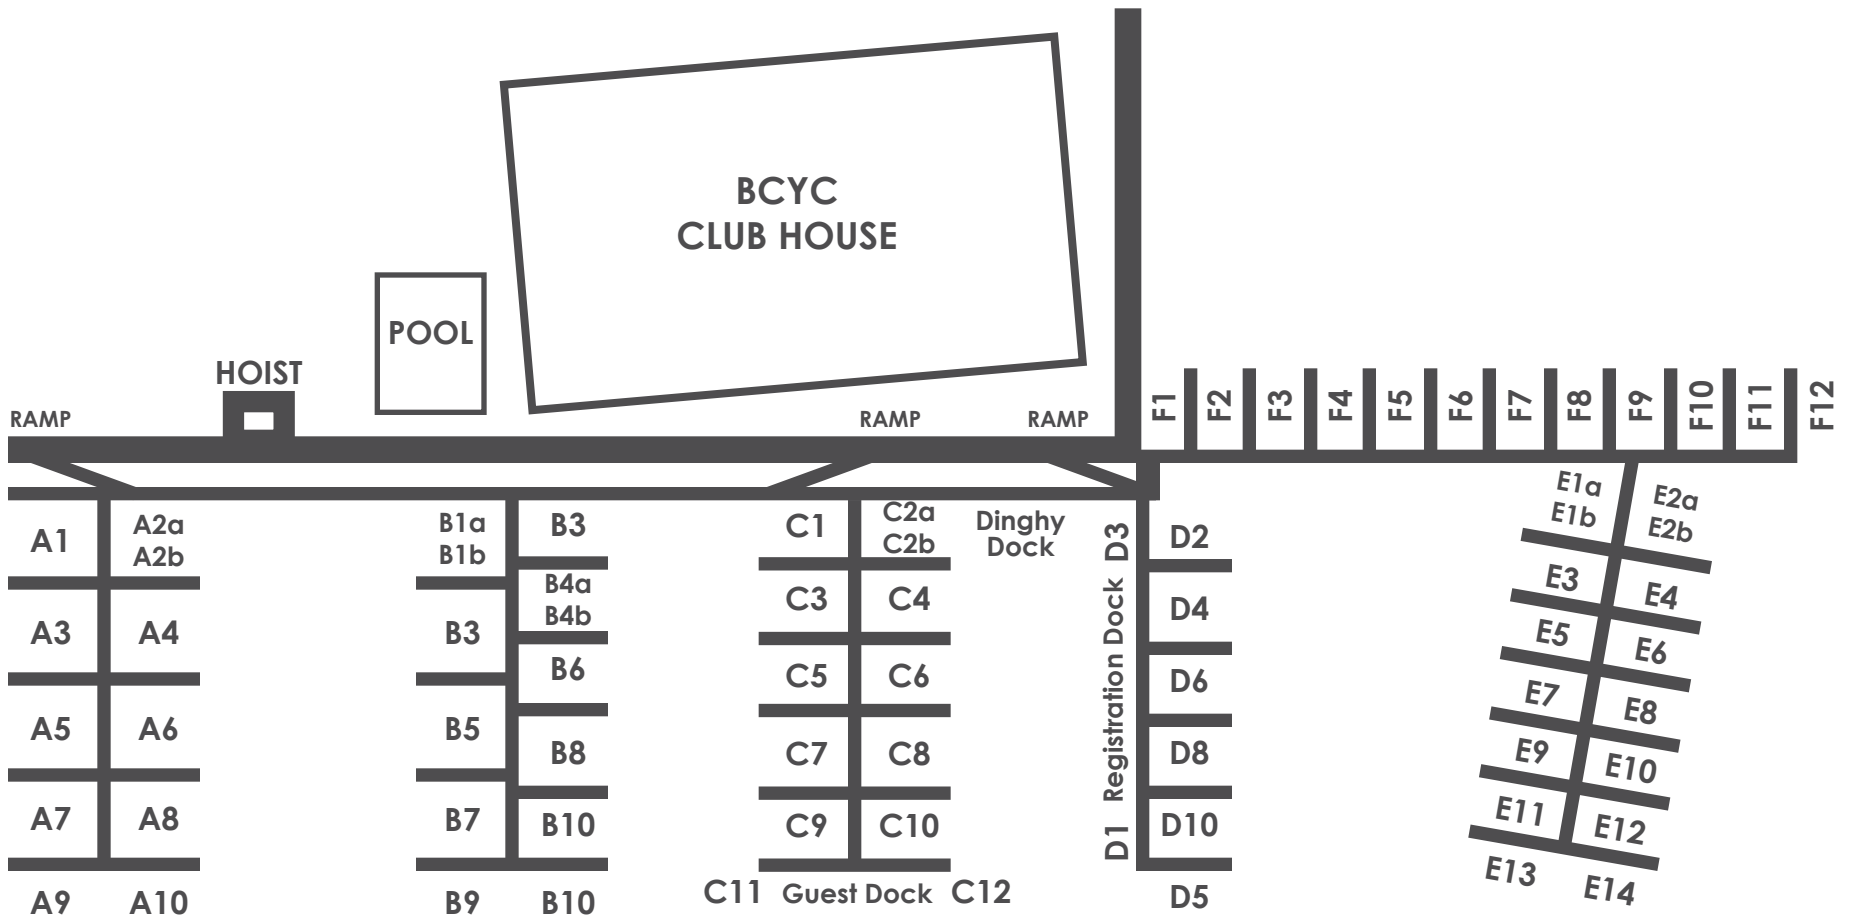 BCYC
CLUB HOUSE
POOL
HOIST
RAMP
RAMP
RAMP
F1
F2
F3
F4
F5
F6
F7
F8
F9
F10
F11
F12
A1
A2a
A2b
A3
A4
A5
A6
A7
A8
A9
A10
B1a
B1b
B3
B4a
B4b
B3
B6
B5
B8
B7
B10
B9
B10
C1
C2a
C2b
C3
C4
C5
C6
C7
C8
C9
C10
C11 Guest Dock C12
Dinghy
Dock
D1 Registration Dock D3
D2
D4
D6
D8
D10
D5
E1a
E1b
E2a
E2b
E3
E4
E5
E6
E7
E8
E9
E10
E11
E12
E13
E14